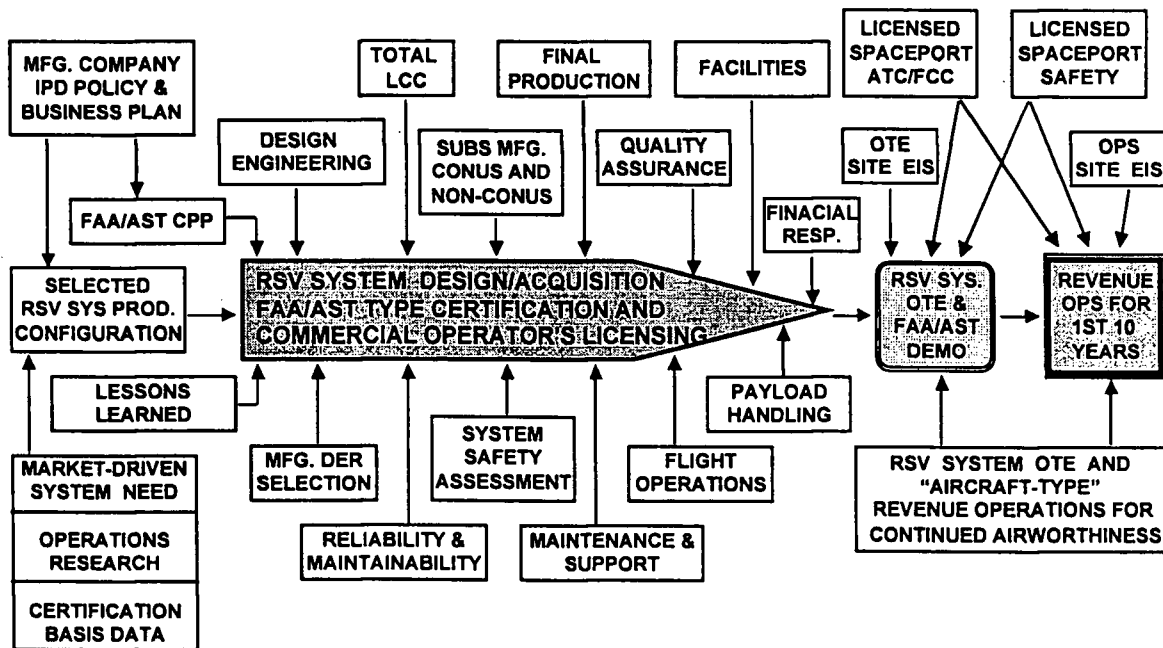 MFG. COMPANY
IPD POLICY &
BUSINESS PLAN
TOTAL
LCC
FINAL
PRODUCTION
FACILITIES
LICENSED
SPACEPORT
ATC/FCC
LICENSED
SPACEPORT
SAFETY
DESIGN
ENGINEERING
SUBS MFG.
CONUS AND
NON-CONUS
QUALITY
ASSURANCE
OTE
SITE EIS
OPS
SITE EIS
FAA/AST CPP
FINACIAL
RESP.
SELECTED
RSV SYS PROD.
CONFIGURATION
RSV SYSTEM DESIGN/ACQUISITION
FAA/AST TYPE CERTIFICATION AND
COMMERCIAL OPERATOR'S LICENSING
RSV SYS.
OTE &
FAA/AST
DEMO
REVENUE
OPS FOR
1ST 10
YEARS
LESSONS
LEARNED
MFG. DER
SELECTION
SYSTEM
SAFETY
ASSESSMENT
FLIGHT
OPERATIONS
PAYLOAD
HANDLING
MARKET-DRIVEN
SYSTEM NEED
OPERATIONS
RESEARCH
CERTIFICATION
BASIS DATA
RELIABILITY &
MAINTAINABILITY
MAINTENANCE &
SUPPORT
RSV SYSTEM OTE AND
“AIRCRAFT-TYPE”
REVENUE OPERATIONS FOR
CONTINUED AIRWORTHINESS